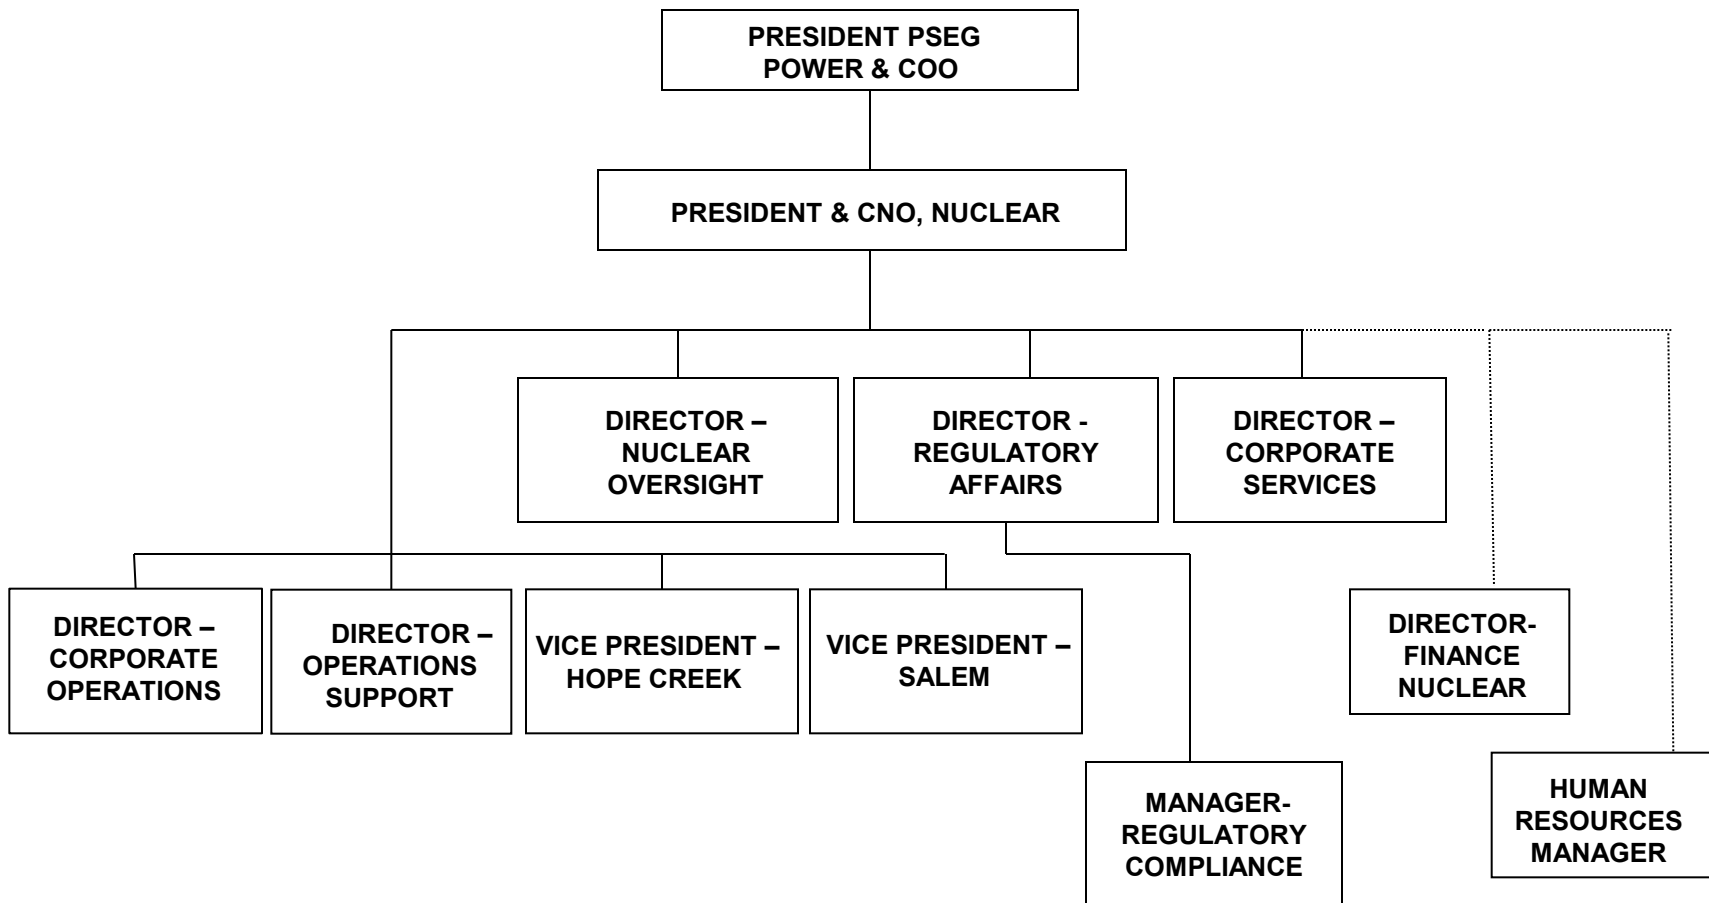 PRESIDENT PSEG
POWER & COO
PRESIDENT & CNO, NUCLEAR
DIRECTOR –
NUCLEAR
OVERSIGHT
DIRECTOR -
REGULATORY
AFFAIRS
DIRECTOR –
CORPORATE
SERVICES
DIRECTOR –
CORPORATE
OPERATIONS
DIRECTOR –
OPERATIONS
SUPPORT
VICE PRESIDENT –
HOPE CREEK
VICE PRESIDENT –
SALEM
DIRECTOR-
FINANCE
NUCLEAR
MANAGER-
REGULATORY
COMPLIANCE
HUMAN
RESOURCES
MANAGER